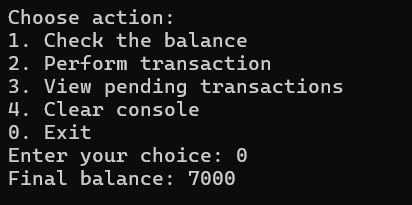 Choose action:
1. Check the balance
2. Perform transaction
3. View pending transactions
4. Clear console
0. Exit
Enter your choice: 0
Final balance: 7000